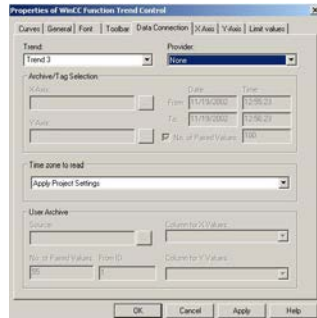 Properties of WinCC Function Trend Control
Curves General Font Toolbar Data Connection X Axis Y-Axis Limit values
Trend: Provider:
Trend 3 None
Archive/Tag Selection
X Axis: Date: Time:
From: 11/19/2002 12:55:23
Y Axis: To: 11/19/2002 12:56:23
No. of Paired Values: 100
Time zone to read
Apply Project Settings
User Archive
Source: Column for X Values:
No. of Paired Values: From ID: Column for Y Values:
95 1
OK Cancel Apply Help